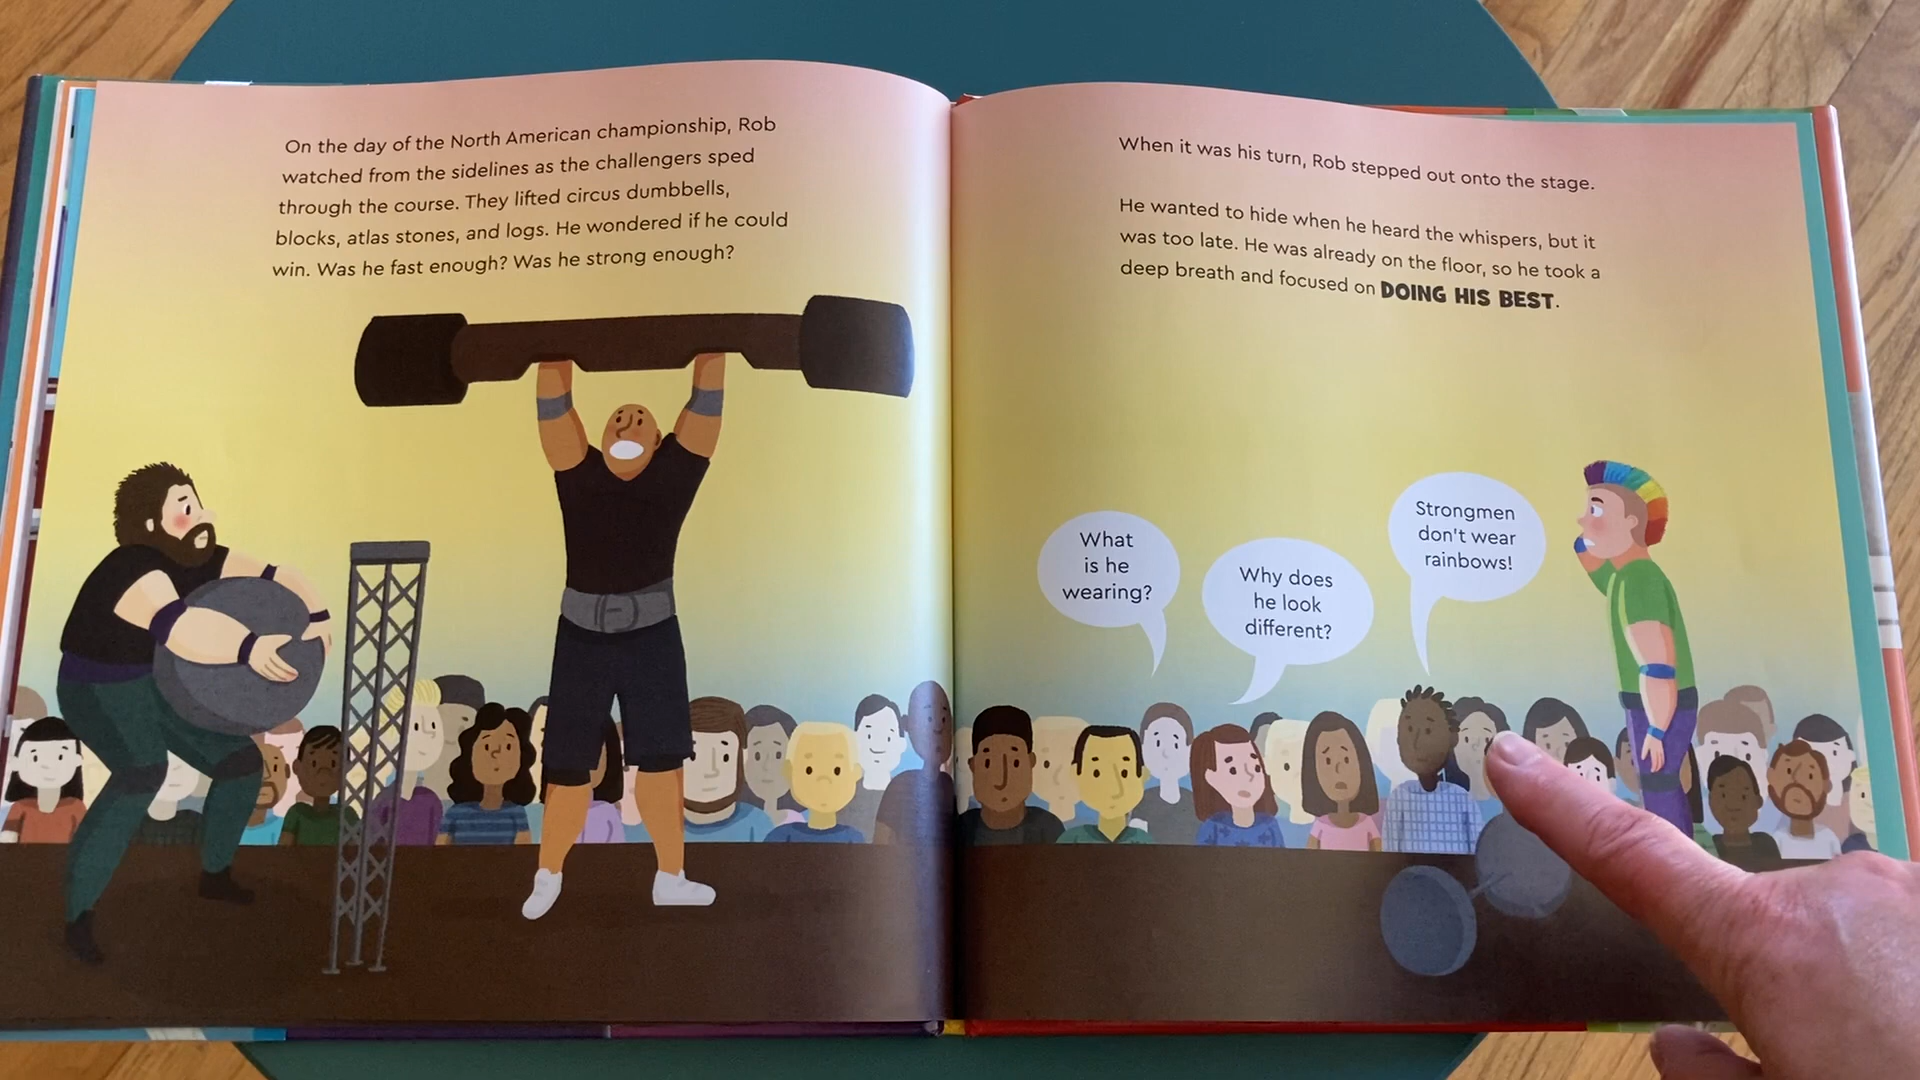 On the day of the North American championship, Rob
watched from the sidelines as the challengers sped
through the course. They lifted circus dumbbells,
blocks, atlas stones, and logs. He wondered if he could
win. Was he fast enough? Was he strong enough?
When it was his turn, Rob stepped out onto the stage.
He wanted to hide when he heard the whispers, but it
was too late. He was already on the floor, so he took a
deep breath and focused on DOING HIS BEST.
What
is he
wearing?
Why does
he look
different?
Strongmen
don't wear
rainbows!